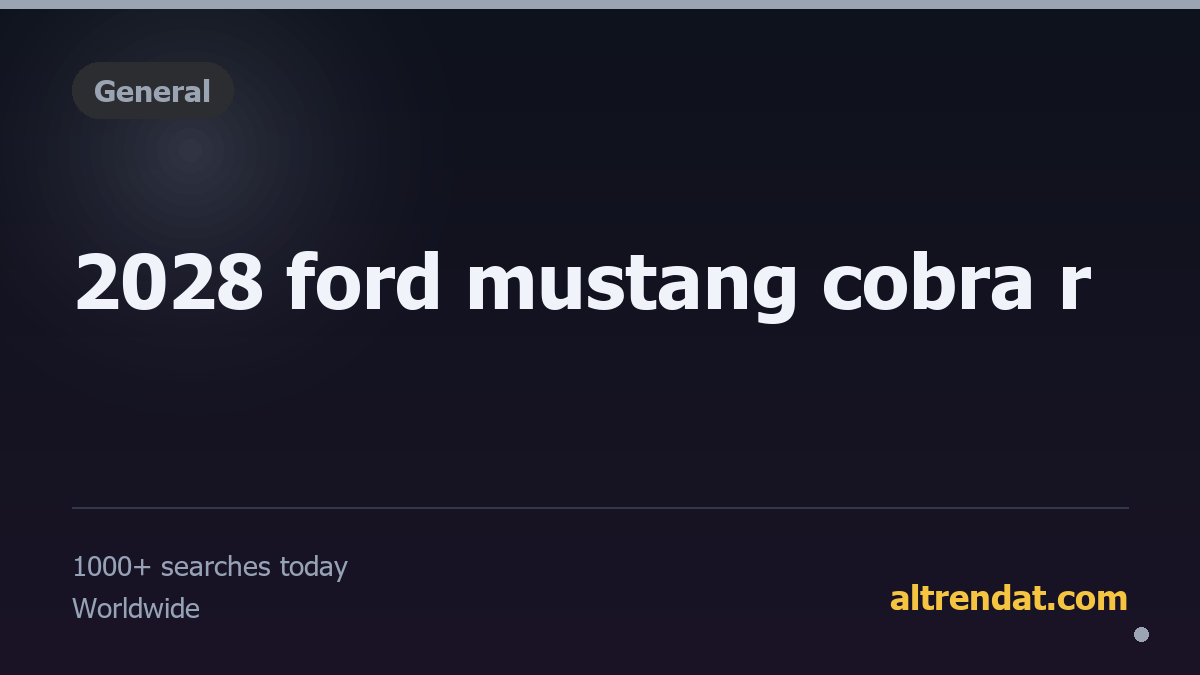 General
2028 ford mustang cobra r
1000+ searches today
Worldwide
altrendat.com